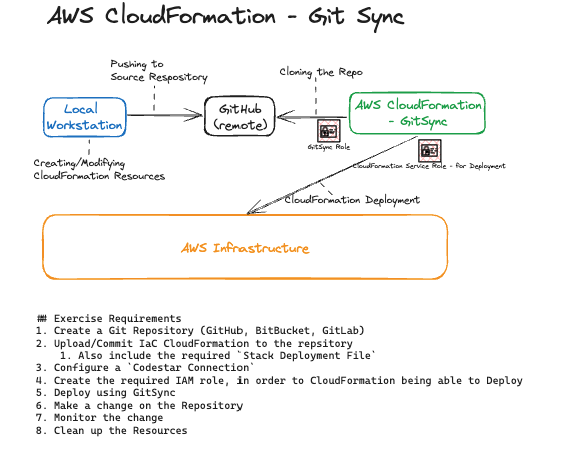 AWS CloudFormation - Git Sync
Pushing to
Source Respository
Cloning the Repo
Local
Workstation
GitHub
(remote)
AWS CloudFormation
- GitSync
GitSync Role
CloudFormation Service Role - for Deployment
Creating/Modifying
CloudFormation Resources
CloudFormation Deployment
AWS Infrastructure
## Exercise Requirements
1. Create a Git Repository (GitHub, BitBucket, GitLab)
2. Upload/Commit IaC CloudFormation to the repsitory
1. Also include the required `Stack Deployment File`
3. Configure a `Codestar Connection`
4. Create the required IAM role, in order to CloudFormation being able to Deploy
5. Deploy using GitSync
6. Make a change on the Repository
7. Monitor the change
8. Clean up the Resources